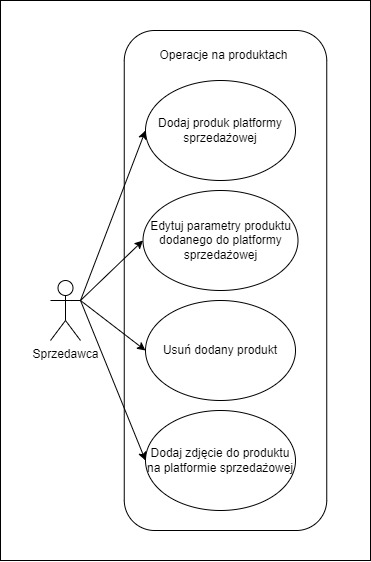 Operacje na produktach
Dodaj produk platformy
sprzedażowej
Edytuj parametry produktu
dodanego do platformy
sprzedażowej
Usuń dodany produkt
Sprzedawca
Dodaj zdjęcie do produktu
na platformie sprzedażowej